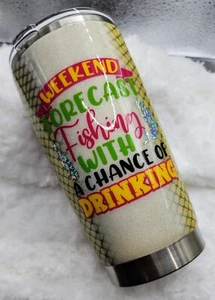 WEEKEND
FORECAST
Fishing
WITH
A CHANCE OF
DRINKING